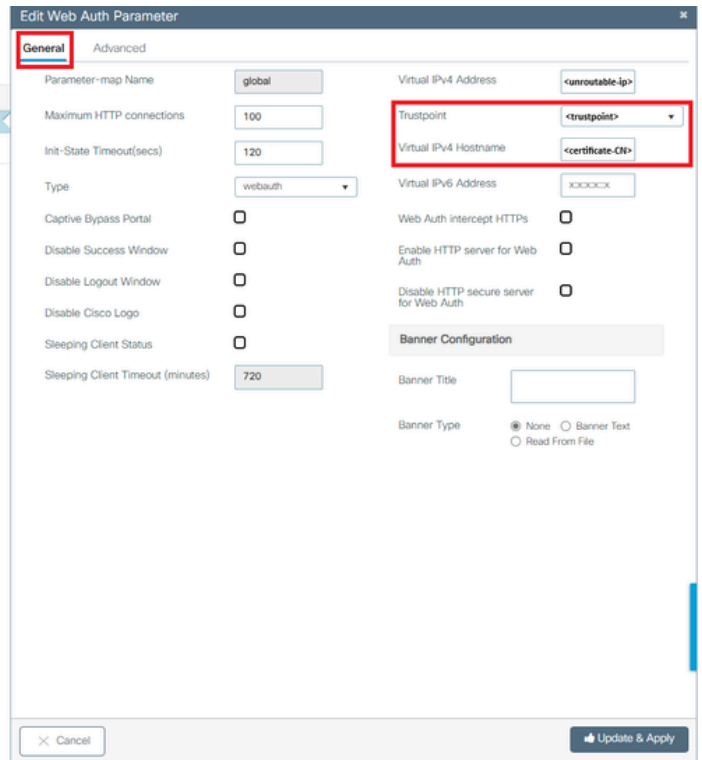 Edit Web Auth Parameter
General Advanced
Parameter-map Name global
Maximum HTTP connections 100
Init-State Timeout(secs) 120
Type webauth
Captive Bypass Portal
Disable Success Window
Disable Logout Window
Disable Cisco Logo
Sleeping Client Status
Sleeping Client Timeout (minutes) 720
Virtual IPv4 Address <unroutable-ip>
Trustpoint <trustpoint>
Virtual IPv4 Hostname <certificate-CN>
Virtual IPv6 Address
Web Auth intercept HTTPs
Enable HTTP server for Web
Auth
Disable HTTP secure server
for Web Auth
Banner Configuration
Banner Title
Banner Type None Banner Text
Read From File
Cancel Update & Apply